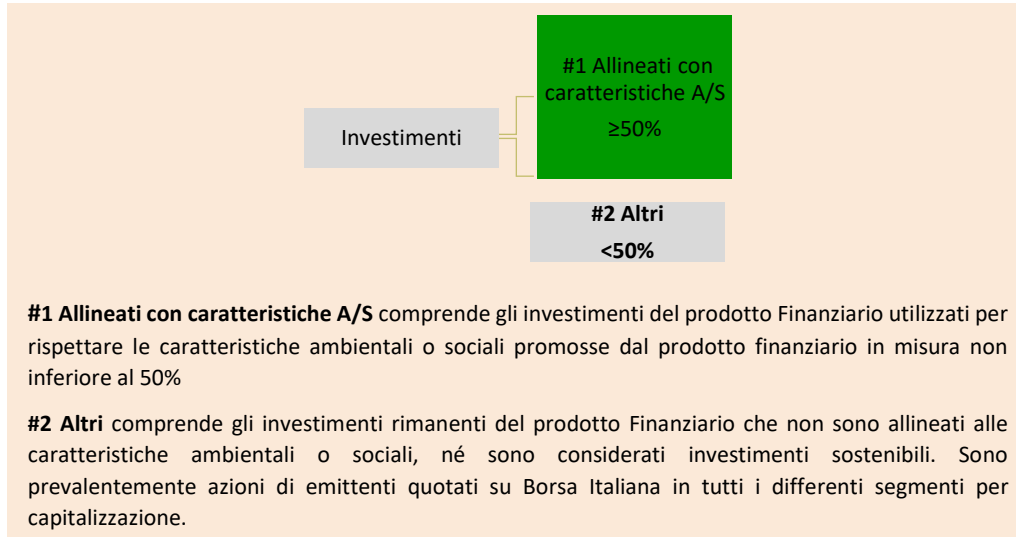 #1 Allineati con
caratteristiche A/S
≥50%
Investimenti
#2 Altri
<50%
#1 Allineati con caratteristiche A/S comprende gli investimenti del prodotto Finanziario utilizzati per
rispettare le caratteristiche ambientali o sociali promosse dal prodotto finanziario in misura non
inferiore al 50%
#2 Altri comprende gli investimenti rimanenti del prodotto Finanziario che non sono allineati alle
caratteristiche ambientali o sociali, né sono considerati investimenti sostenibili. Sono
prevalentemente azioni di emittenti quotati su Borsa Italiana in tutti i differenti segmenti per
capitalizzazione.